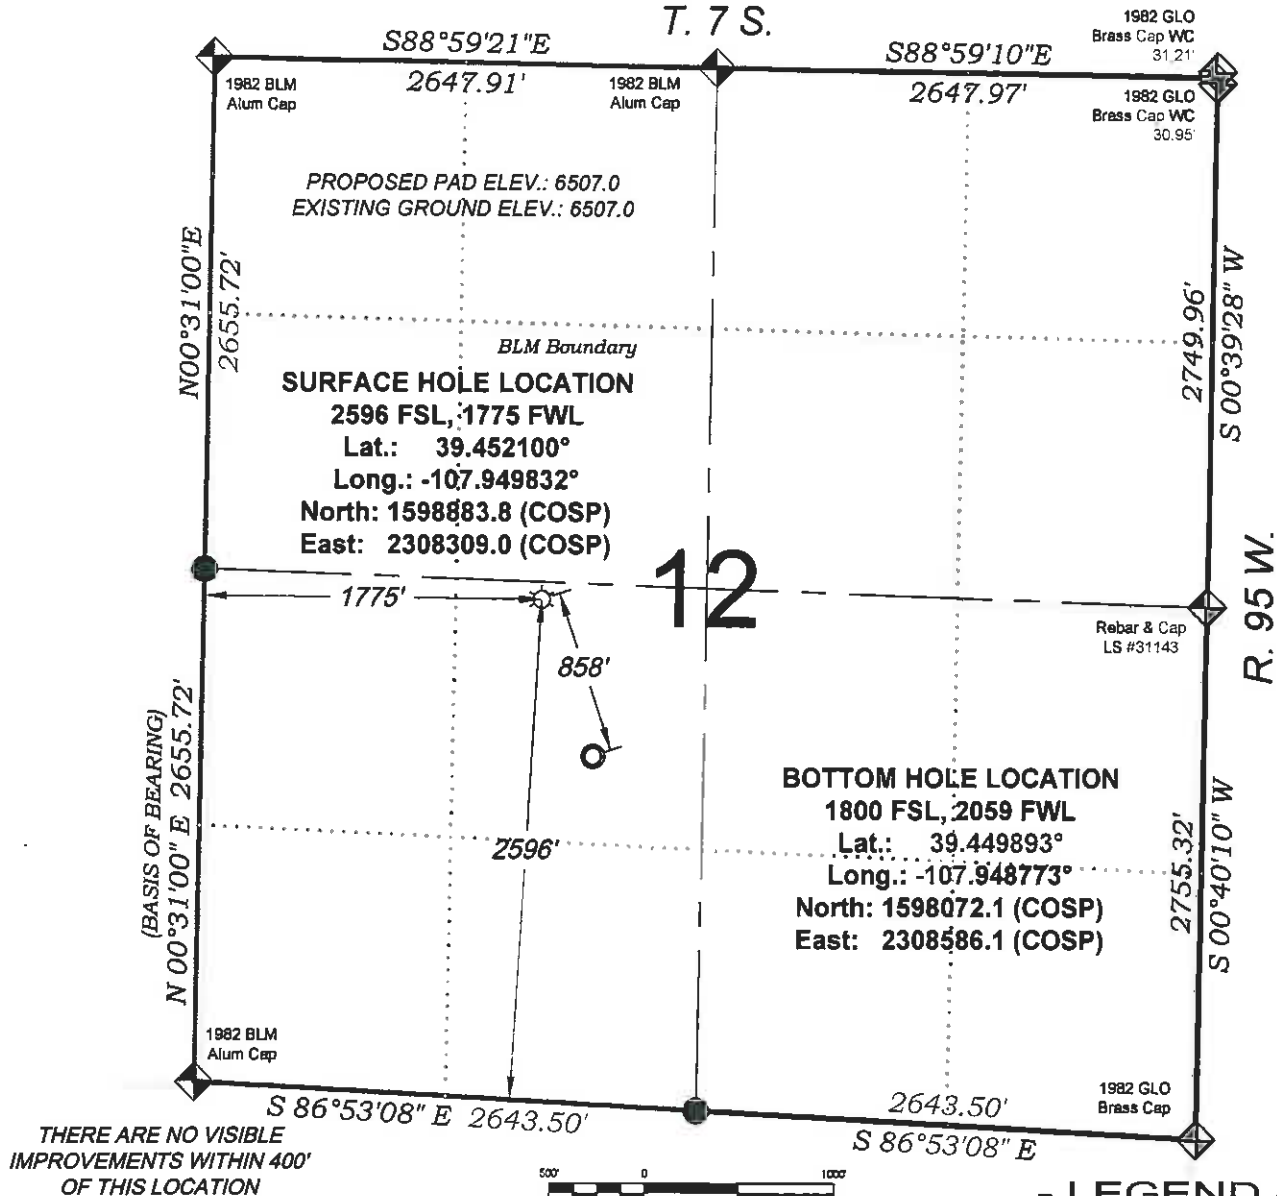 T. 7 S.
S88°59'21"E
2647.91'
S88°59'10"E
2647.97'
1982 GLO
Brass Cap WC
31.21'
1982 BLM
Alum Cap
1982 BLM
Alum Cap
1982 GLO
Brass Cap WC
30.95'
PROPOSED PAD ELEV.: 6507.0
EXISTING GROUND ELEV.: 6507.0
N00°31'00"E
2655.72'
2749.96'
S 00°39'28" W
BLM Boundary
SURFACE HOLE LOCATION
2596 FSL, 1775 FWL
Lat.: 39.452100°
Long.: -107.949832°
North: 1598883.8 (COSP)
East: 2308309.0 (COSP)
12
1775'
858'
Rebar & Cap
LS #31143
R. 95 W.
(BASIS OF BEARING)
N 00°31'00" E 2655.72'
2596'
BOTTOM HOLE LOCATION
1800 FSL, 2059 FWL
Lat.: 39.449893°
Long.: -107.948773°
North: 1598072.1 (COSP)
East: 2308586.1 (COSP)
2755.32'
S 00°40'10" W
1982 BLM
Alum Cap
S 86°53'08" E 2643.50'
2643.50'
S 86°53'08" E
1982 GLO
Brass Cap
THERE ARE NO VISIBLE
IMPROVEMENTS WITHIN 400'
OF THIS LOCATION
500' 0 1000'
- LEGEND -